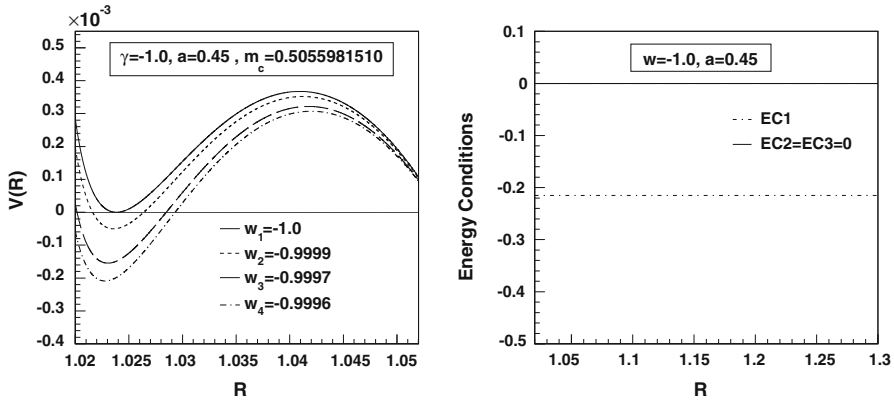 ×10⁻³
γ=-1.0, a=0.45 , m_c=0.5055981510
0.5
0.4
0.3
0.2
0.1
0
-0.1
-0.2
-0.3
-0.4
V(R)
w₁=-1.0
w₂=-0.9999
w₃=-0.9997
w₄=-0.9996
1.02 1.025 1.03 1.035 1.04 1.045 1.05
R
w=-1.0, a=0.45
0.1
0
-0.1
-0.2
-0.3
-0.4
-0.5
Energy Conditions
EC1
EC2=EC3=0
1.05 1.1 1.15 1.2 1.25 1.3
R